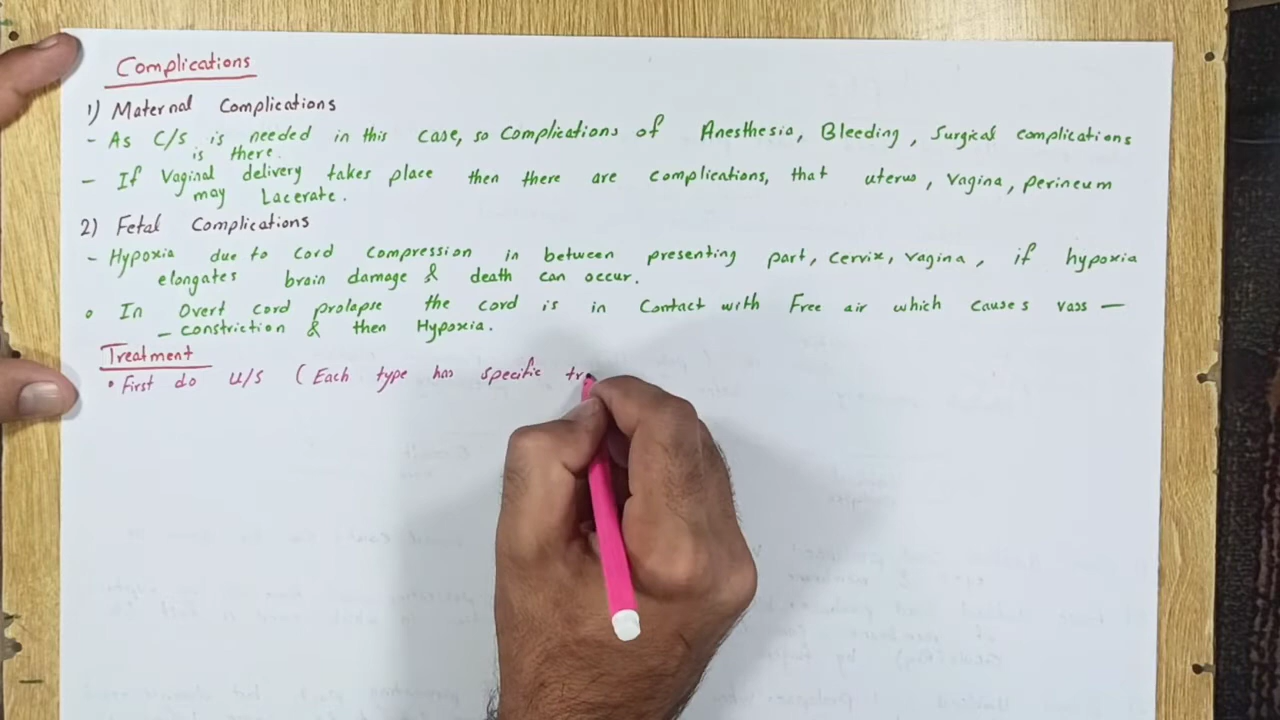 Complications
1) Maternal Complications
- As C/S is needed in this case, so complications of Anesthesia, Bleeding, Surgical complications
is there.
- If Vaginal delivery takes place then there are complications, that uterus, vagina, perineum
may Lacerate.
2) Fetal Complications
- Hypoxia due to cord compression in between presenting part, cervix, vagina, if hypoxia
elongates brain damage & death can occur.
• In Overt cord prolapse the cord is in Contact with Free air which causes vaso —
— constriction & then Hypoxia.
Treatment
• First do U/S (Each type has specific tr